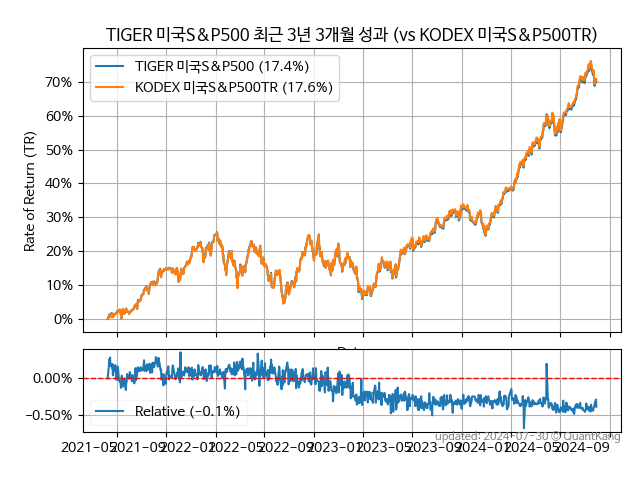 TIGER 미국S&P500 최근 3년 3개월 성과 (vs KODEX 미국S&P500TR)
TIGER 미국S&P500 (17.4%)
KODEX 미국S&P500TR (17.6%)
Rate of Return (TR)
70%
60%
50%
40%
30%
20%
10%
0%
0.00%
-0.50%
Relative (-0.1%)
updated: 2024-07-30 © QuantKang
2021-05 2021-09 2022-01 2022-05 2022-09 2023-01 2023-05 2023-09 2024-01 2024-05 2024-09